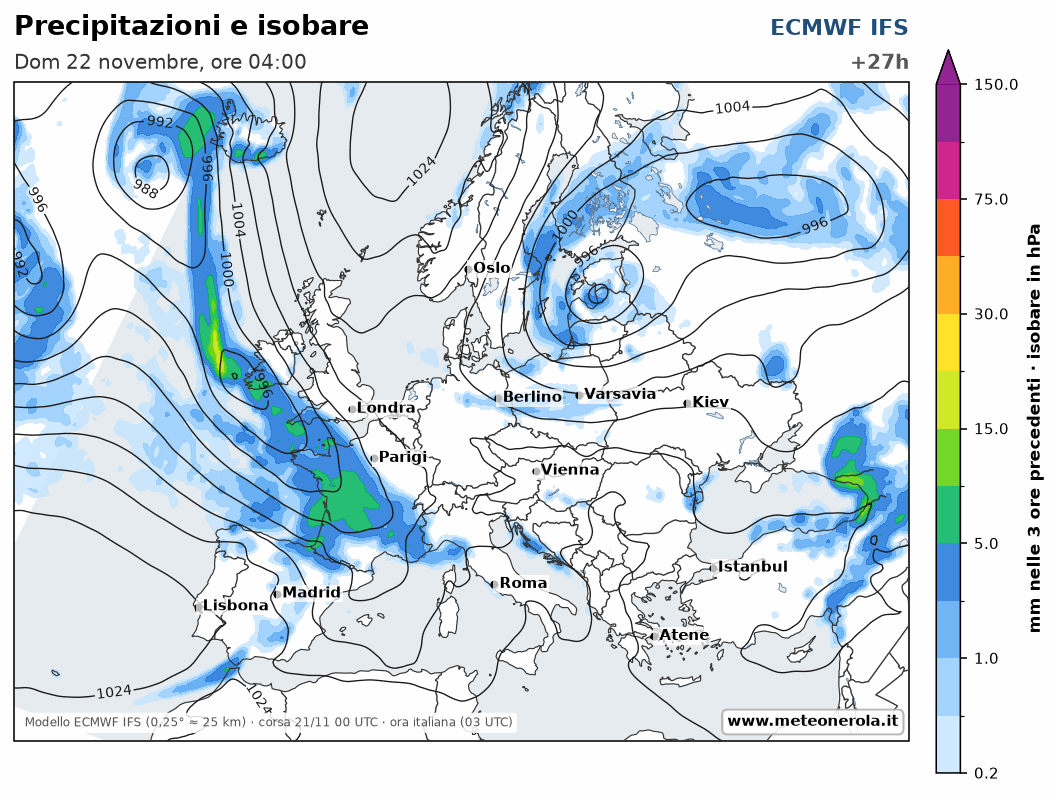 Precipitazioni e isobare
ECMWF IFS
Dom 22 novembre, ore 04:00
+27h
992
988
996
996
992
1004
1000
1024
1004
1000
996
996
996
Oslo
Londra
Berlino
Varsavia
Kiev
Parigi
Vienna
Istanbul
Roma
Madrid
Lisbona
Atene
1024
1024
Modello ECMWF IFS (0,25° ≈ 25 km) · corsa 21/11 00 UTC · ora italiana (03 UTC)
www.meteonerola.it
150.0
75.0
30.0
15.0
5.0
1.0
0.2
mm nelle 3 ore precedenti · isobare in hPa